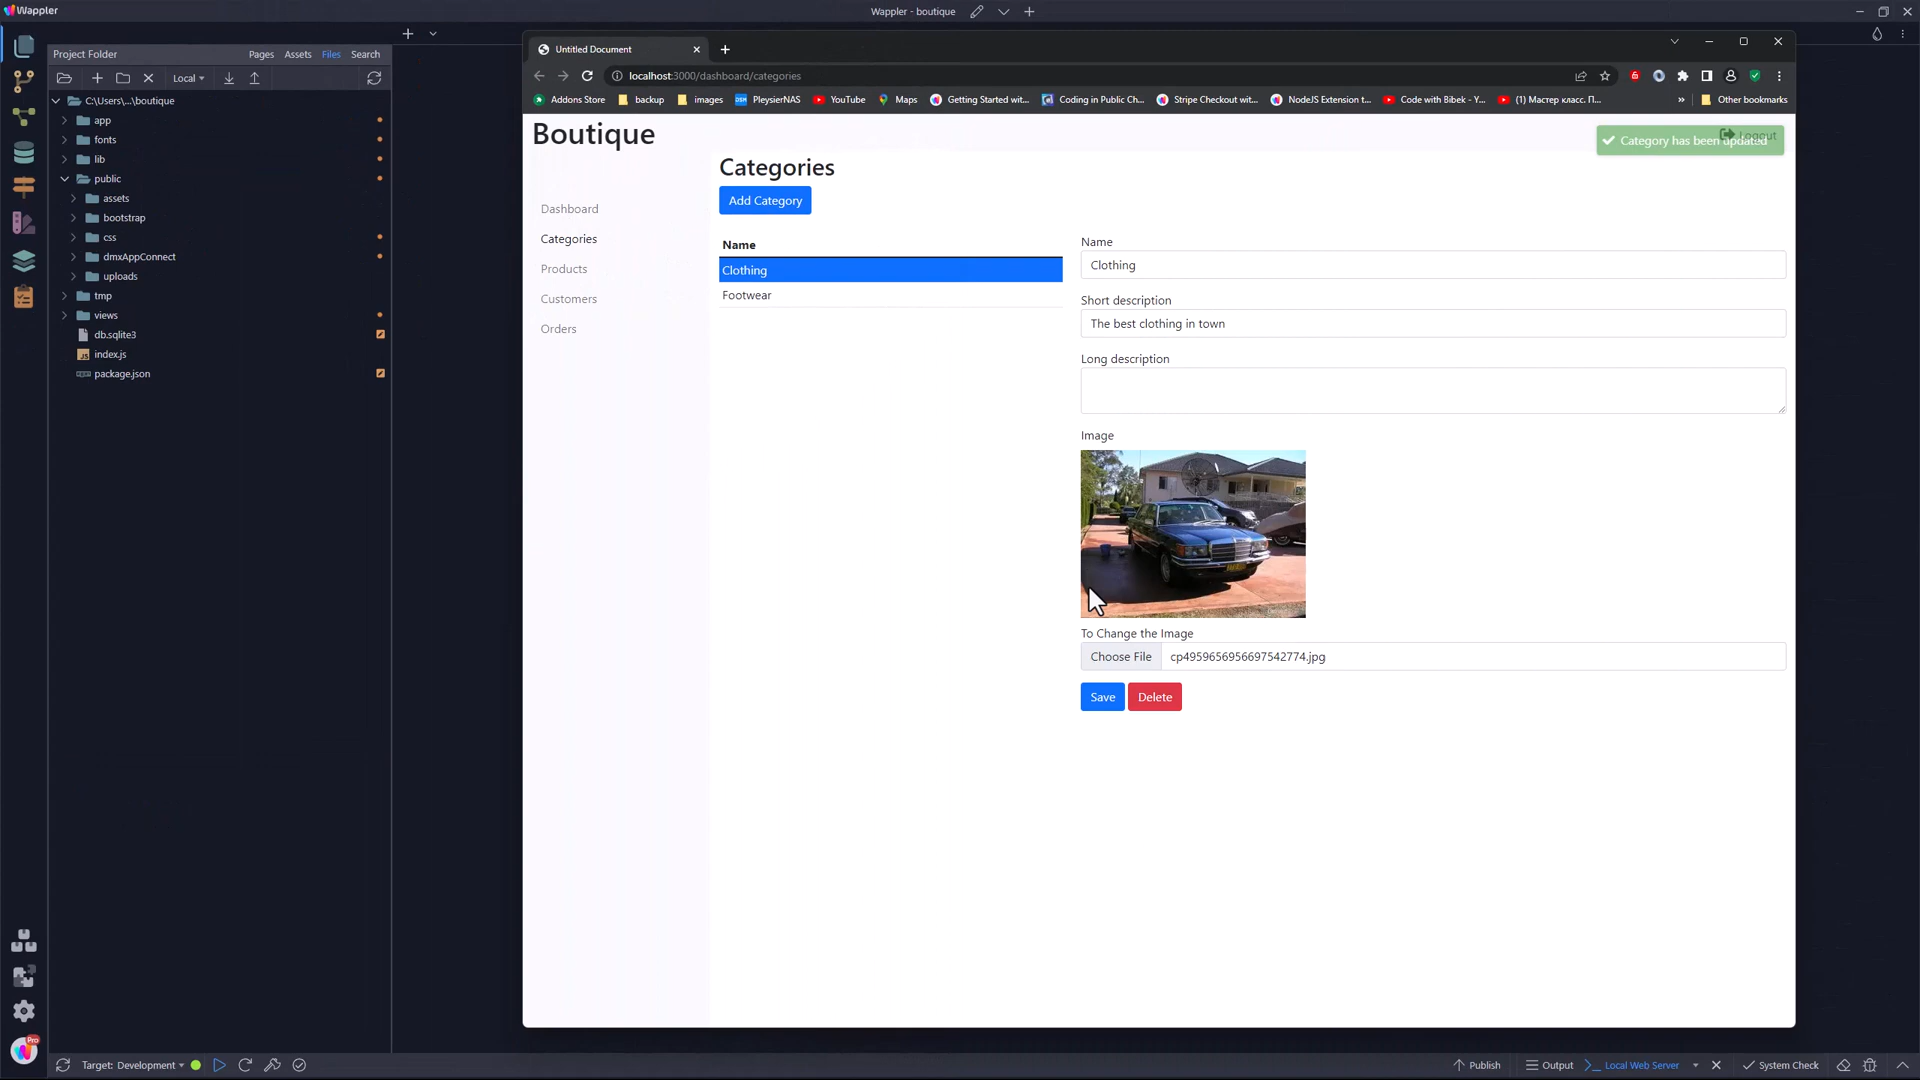 Wappler
Wappler - boutique
Project Folder
Pages
Assets
Files
Search
Local
C:\Users\...\boutique
app
fonts
lib
public
assets
bootstrap
css
dmxAppConnect
uploads
tmp
views
db.sqlite3
index.js
package.json
Untitled Document
localhost:3000/dashboard/categories
Addons Store
backup
images
PleysierNAS
YouTube
Maps
Getting Started wit...
Coding in Public Ch...
Stripe Checkout wit...
NodeJS Extension t...
Code with Bibek - Y...
(1) Мастер класс. П...
»
Other bookmarks
Boutique
Logout
Category has been updated
Dashboard
Categories
Products
Customers
Orders
Categories
Add Category
Name
Clothing
Footwear
Name
Clothing
Short description
The best clothing in town
Long description
Image
To Change the Image
Choose File
cp4959656956697542774.jpg
Save
Delete
Pro
Target: Development
Publish
Output
Local Web Server
System Check